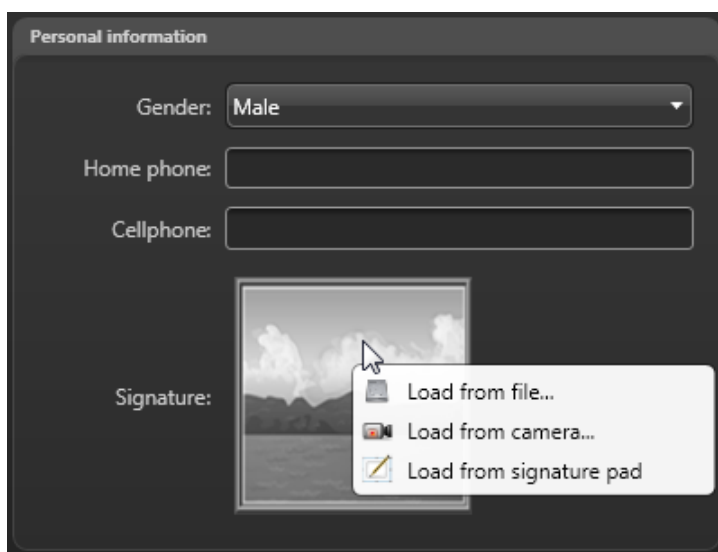 Personal information
Gender: Male
Home phone:
Cellphone:
Signature:
Load from file...
Load from camera...
Load from signature pad